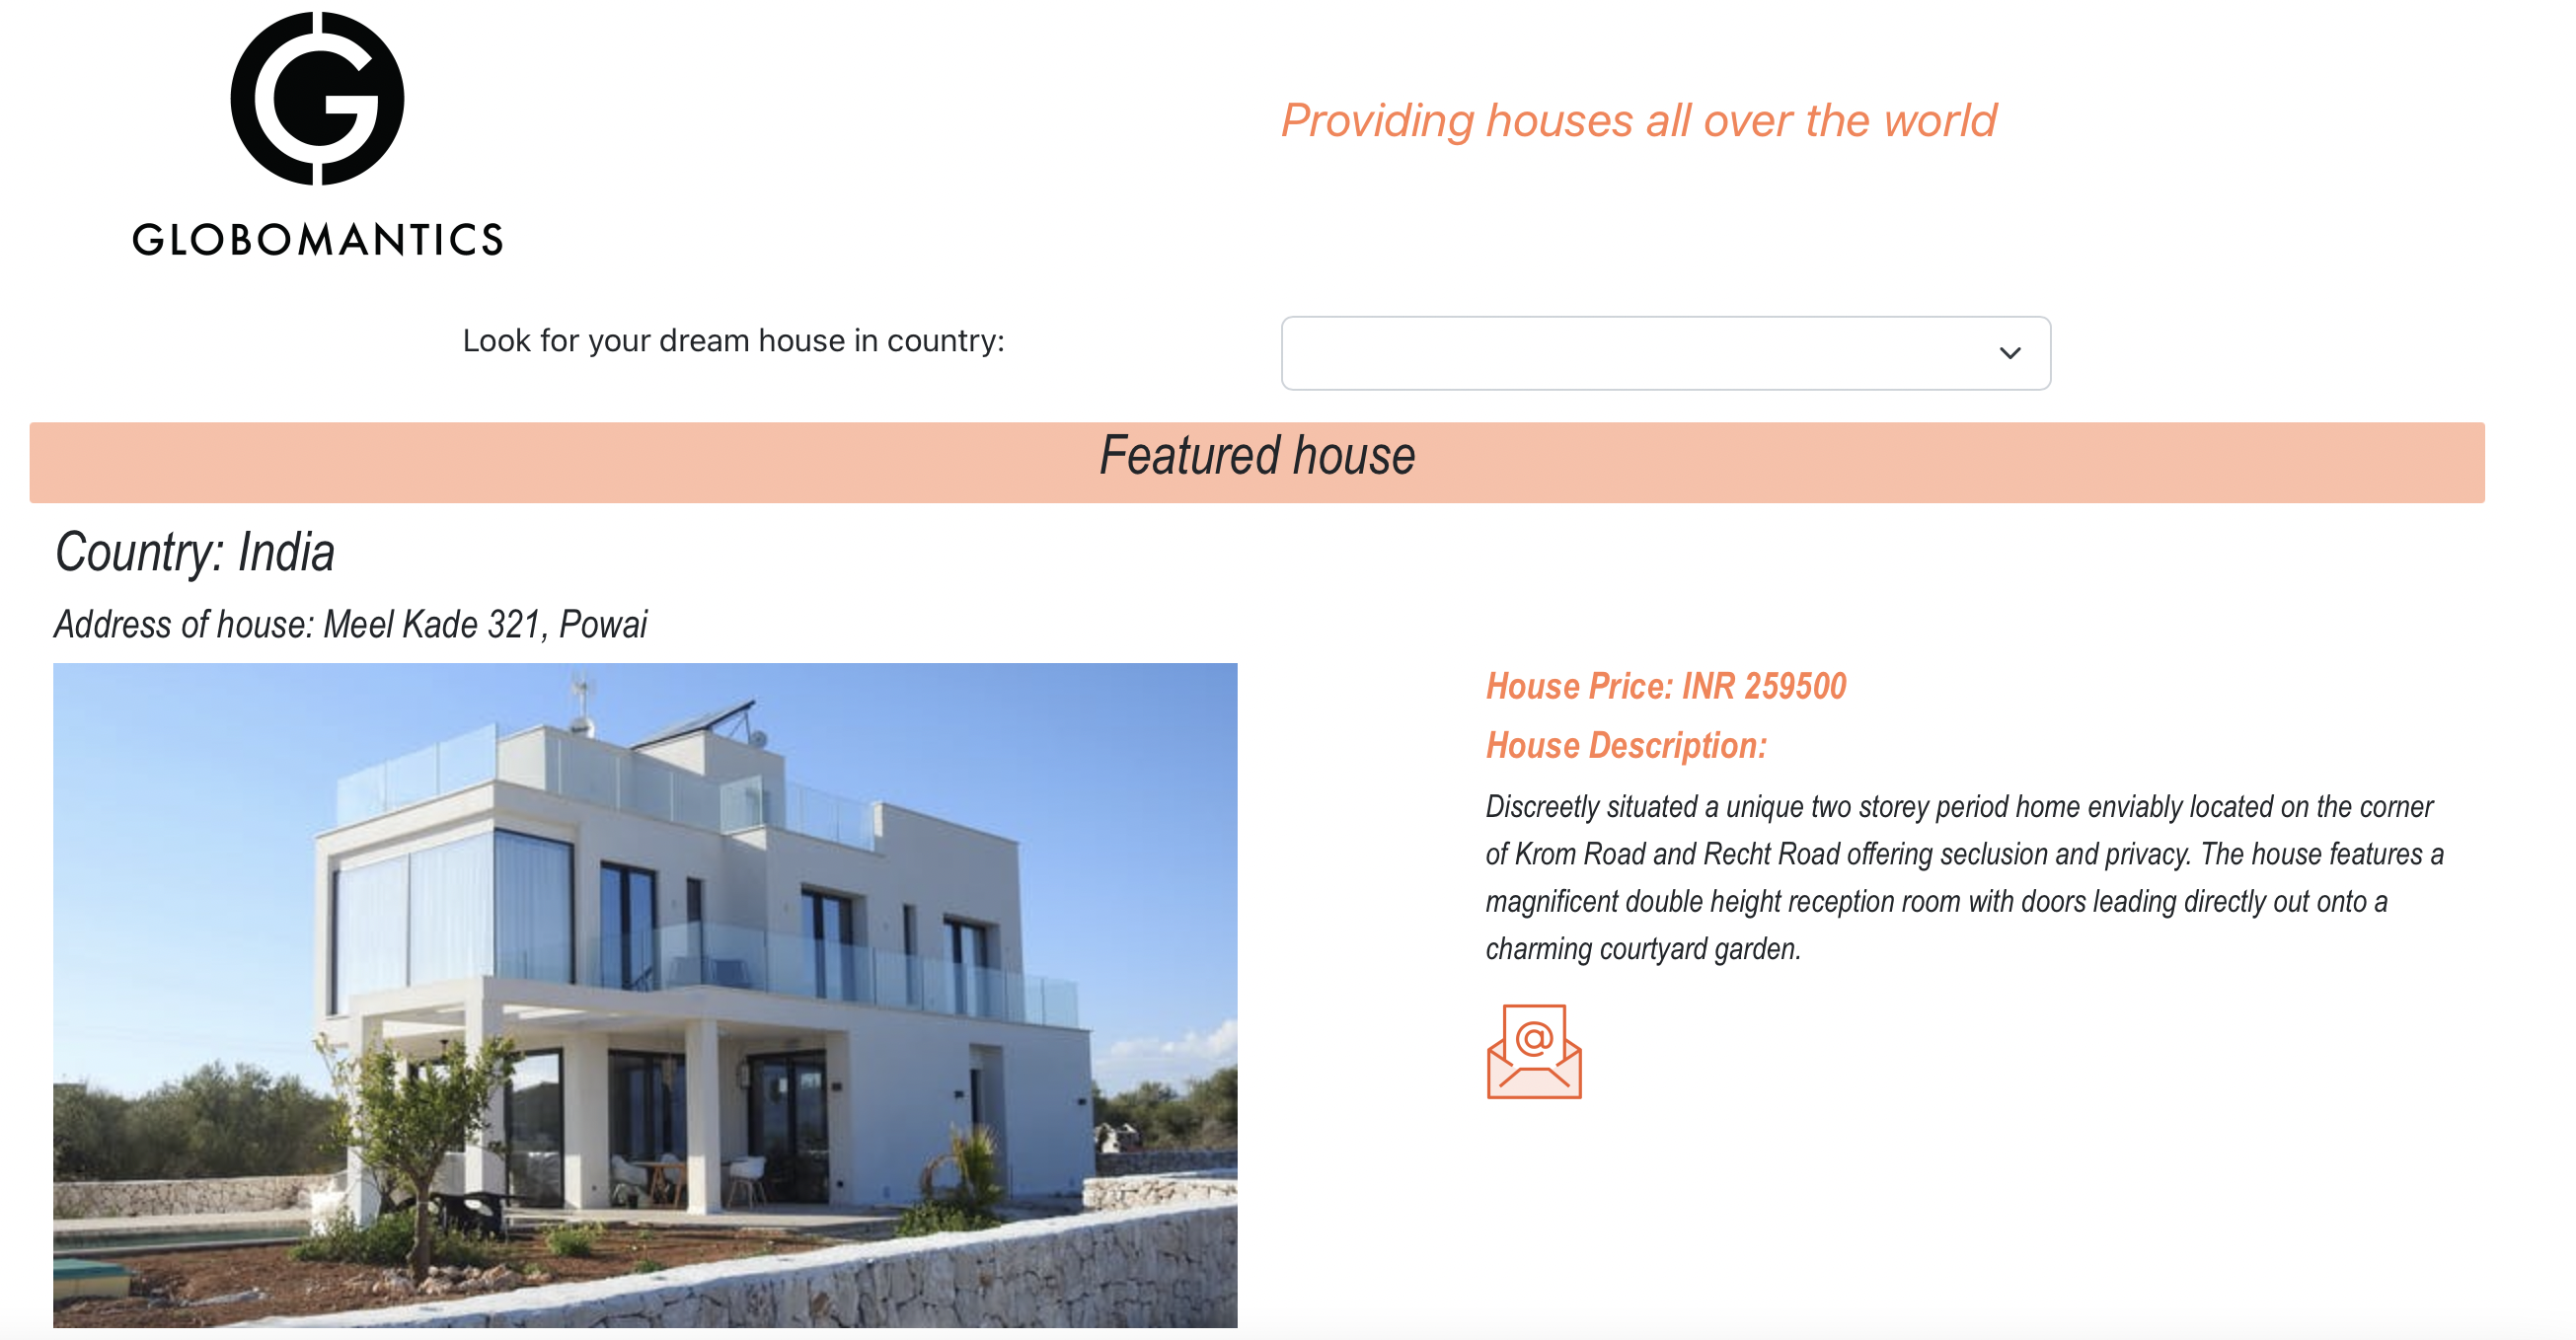 GLOBOMANTICS
Providing houses all over the world
Look for your dream house in country:
Featured house
Country: India
Address of house: Meel Kade 321, Powai
House Price: INR 259500
House Description:
Discreetly situated a unique two storey period home enviably located on the corner
of Krom Road and Recht Road offering seclusion and privacy. The house features a
magnificent double height reception room with doors leading directly out onto a
charming courtyard garden.
@